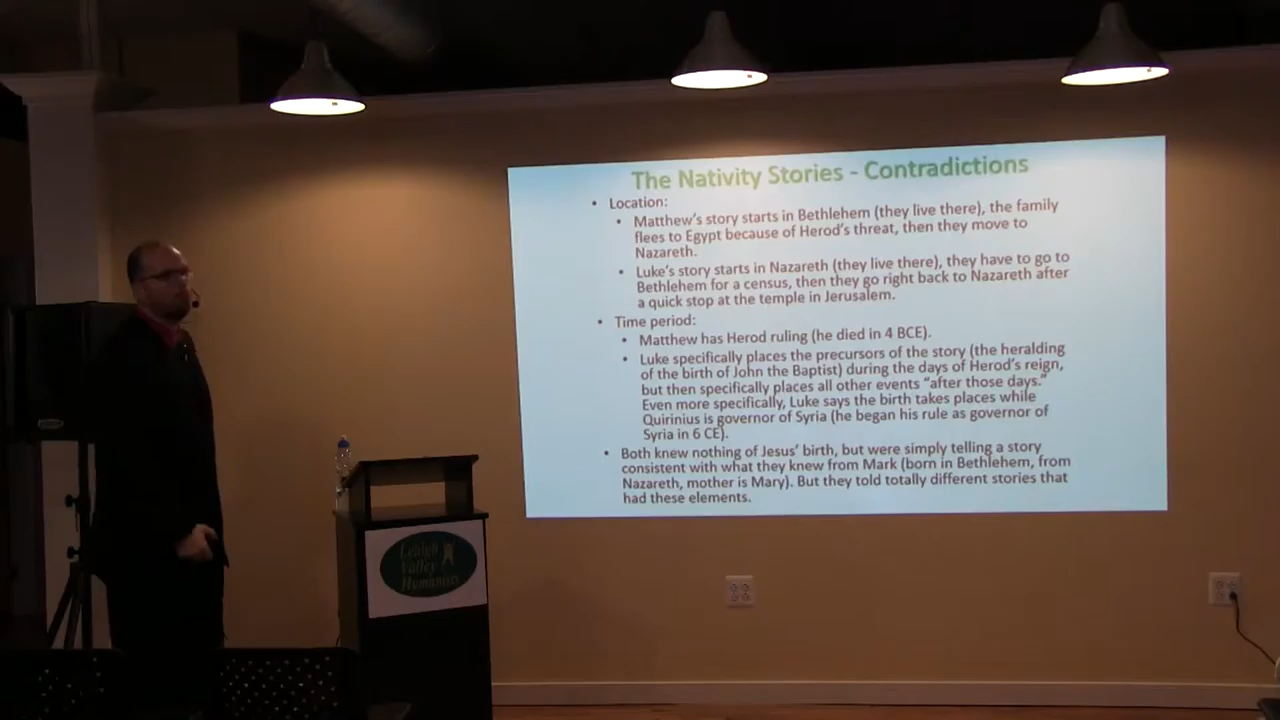 The Nativity Stories - Contradictions
• Location:
• Matthew's story starts in Bethlehem (they live there), the family
flees to Egypt because of Herod's threat, then they move to
Nazareth.
• Luke's story starts in Nazareth (they live there), they have to go to
Bethlehem for a census, then they go right back to Nazareth after
a quick stop at the temple in Jerusalem.
• Time period:
• Matthew has Herod ruling (he died in 4 BCE).
• Luke specifically places the precursors of the story (the heralding
of the birth of John the Baptist) during the days of Herod's reign,
but then specifically places all other events “after those days.”
Even more specifically, Luke says the birth takes places while
Quirinius is governor of Syria (he began his rule as governor of
Syria in 6 CE).
• Both knew nothing of Jesus' birth, but were simply telling a story
consistent with what they knew from Mark (born in Bethlehem, from
Nazareth, mother is Mary). But they told totally different stories that
had these elements.
Lehigh
Valley
Humanists